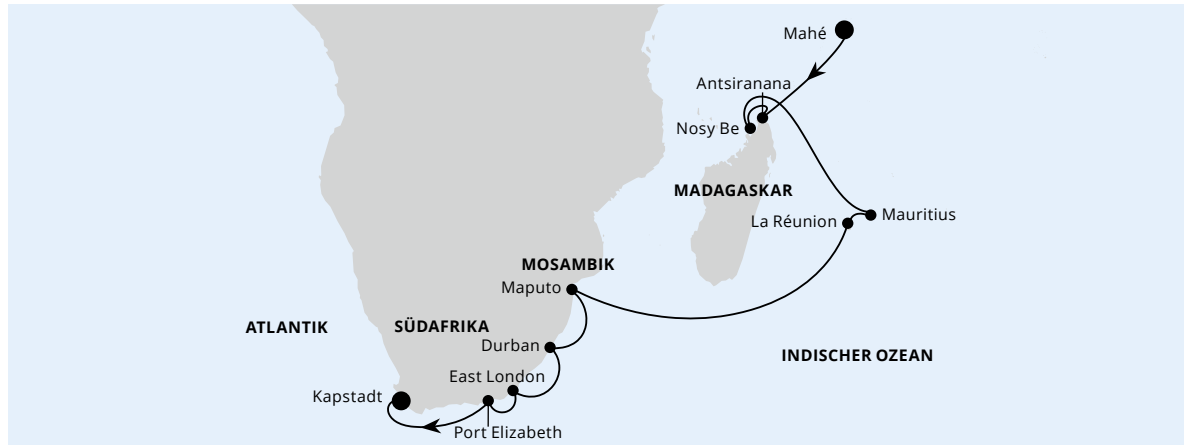 Mahé
Antsiranana
Nosy Be
MADAGASKAR
La Réunion
Mauritius
MOSAMBIK
Maputo
ATLANTIK
SÜDAFRIKA
Durban
INDISCHER OZEAN
East London
Kapstadt
Port Elizabeth